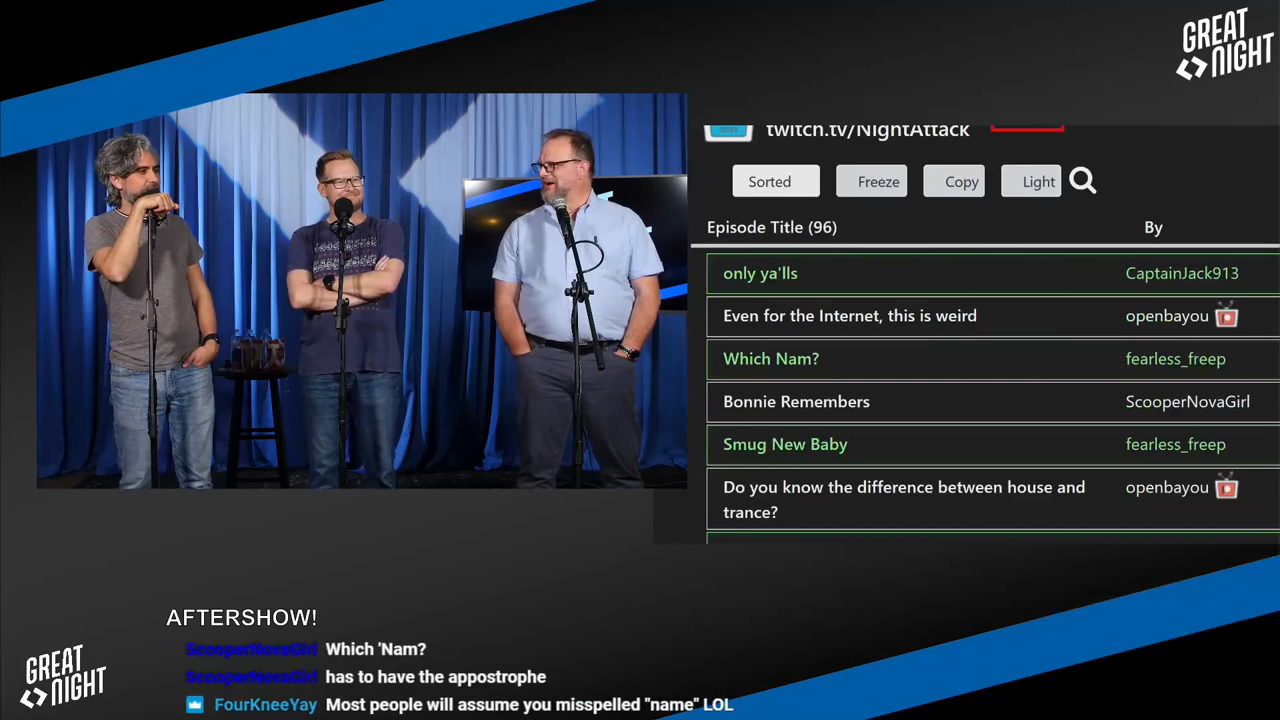 GREAT
NIGHT
twitch.tv/NightAttack
Sorted
Freeze
Copy
Light
Episode Title (96)
By
only ya'lls
CaptainJack913
Even for the Internet, this is weird
openbayou
Which Nam?
fearless_freep
Bonnie Remembers
ScooperNovaGirl
Smug New Baby
fearless_freep
Do you know the difference between house and
trance?
openbayou
AFTERSHOW!
ScooperNovaGirl Which 'Nam?
ScooperNovaGirl has to have the appostrophe
FourKneeYay Most people will assume you misspelled "name" LOL
GREAT
NIGHT